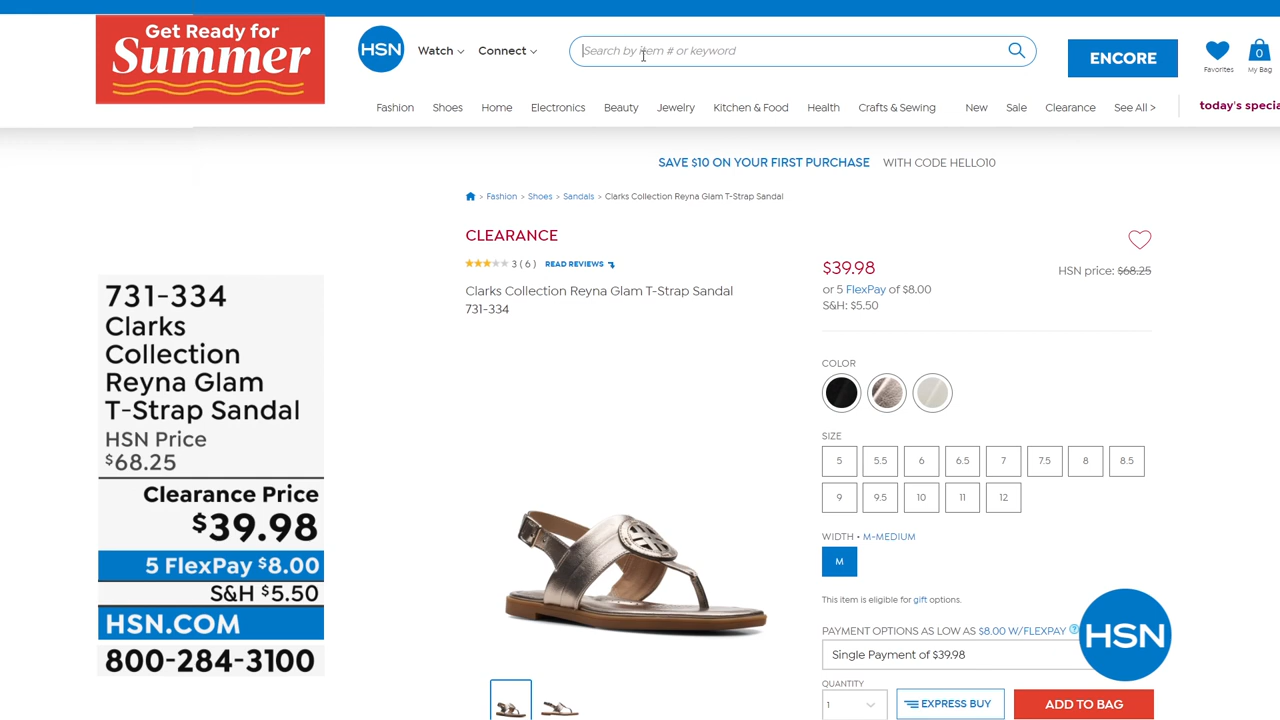 Get Ready for
Summer
HSN
Watch
Connect
Search by item # or keyword
ENCORE
Favorites
0
My Bag
Fashion
Shoes
Home
Electronics
Beauty
Jewelry
Kitchen & Food
Health
Crafts & Sewing
New
Sale
Clearance
See All >
today's specia
SAVE $10 ON YOUR FIRST PURCHASE WITH CODE HELLO10
> Fashion > Shoes > Sandals > Clarks Collection Reyna Glam T-Strap Sandal
CLEARANCE
3 ( 6 ) READ REVIEWS
Clarks Collection Reyna Glam T-Strap Sandal
731-334
$39.98
HSN price: $68.25
or 5 FlexPay of $8.00
S&H: $5.50
COLOR
SIZE
5 5.5 6 6.5 7 7.5 8 8.5
9 9.5 10 11 12
WIDTH • M-MEDIUM
M
This item is eligible for gift options.
PAYMENT OPTIONS AS LOW AS $8.00 W/FLEXPAY ?
Single Payment of $39.98
QUANTITY
1
EXPRESS BUY
ADD TO BAG
HSN
731-334
Clarks
Collection
Reyna Glam
T-Strap Sandal
HSN Price
$68.25
Clearance Price
$39.98
5 FlexPay $8.00
S&H $5.50
HSN.COM
800-284-3100